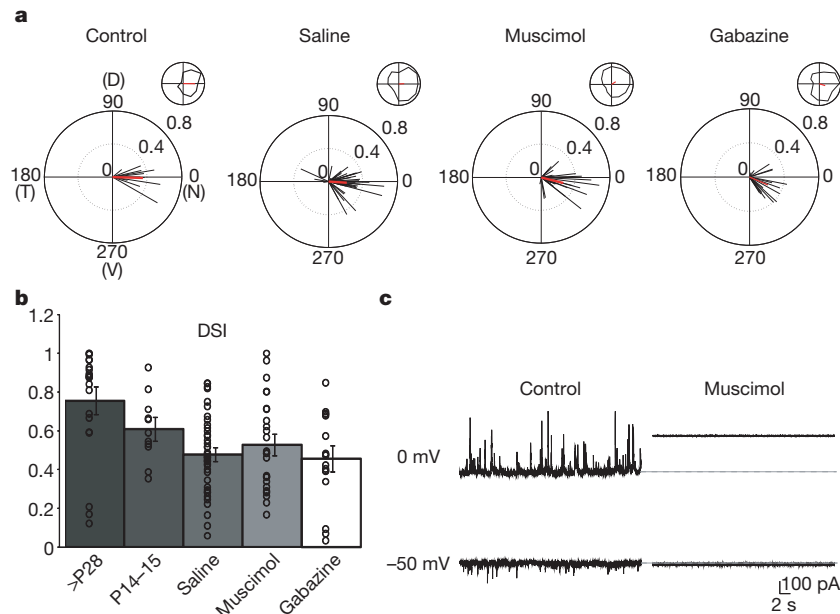 a
Control Saline Muscimol Gabazine
(D)
90 90 90 90
0.8 0.8 0.8 0.8
0.4 0.4 0.4 0.4
180 0 0 180 0 0 180 0 0 180 0 0
(T) (N)
270 270 270 270
(V)
b
DSI
1.2
1
0.8
0.6
0.4
0.2
0
>P28 P14–15 Saline Muscimol Gabazine
c
Control Muscimol
0 mV
–50 mV
100 pA
2 s